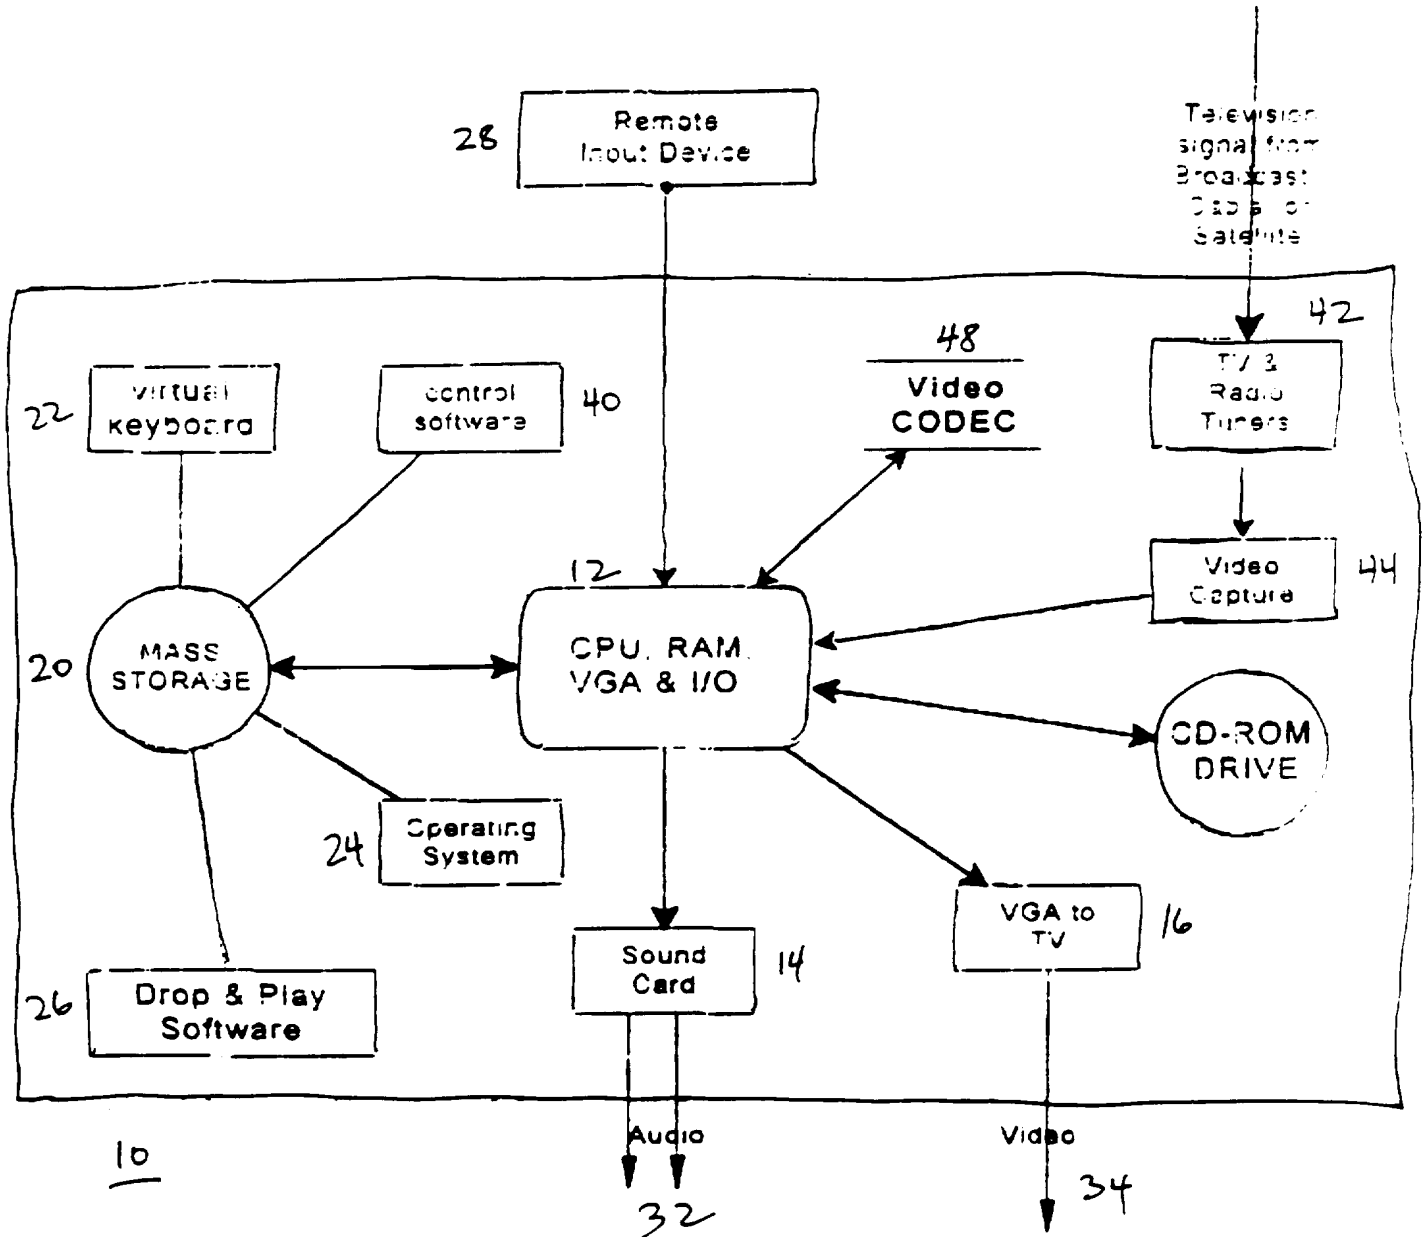 28
Remote
Input Device
Television
signal from
Broadcast
Cable or
Satellite
42
48
22
Virtual
Keyboard
control
software
40
Video
CODEC
TV &
Radio
Tuners
12
Video
Capture
44
20
MASS
STORAGE
CPU, RAM,
VGA & I/O
CD-ROM
DRIVE
24
Operating
System
VGA to
TV
16
26
Drop & Play
Software
Sound
Card
14
10
Audio
Video
32
34